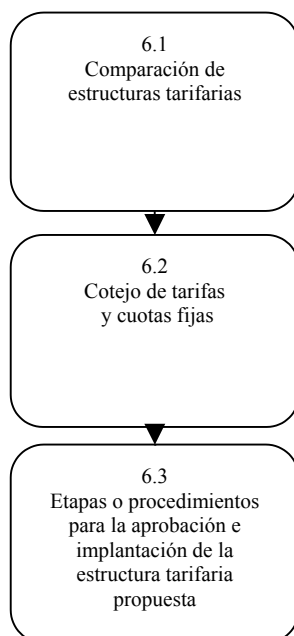 6.1
Comparación de
estructuras tarifarias
6.2
Cotejo de tarifas
y cuotas fijas
6.3
Etapas o procedimientos
para la aprobación e
implantación de la
estructura tarifaria
propuesta